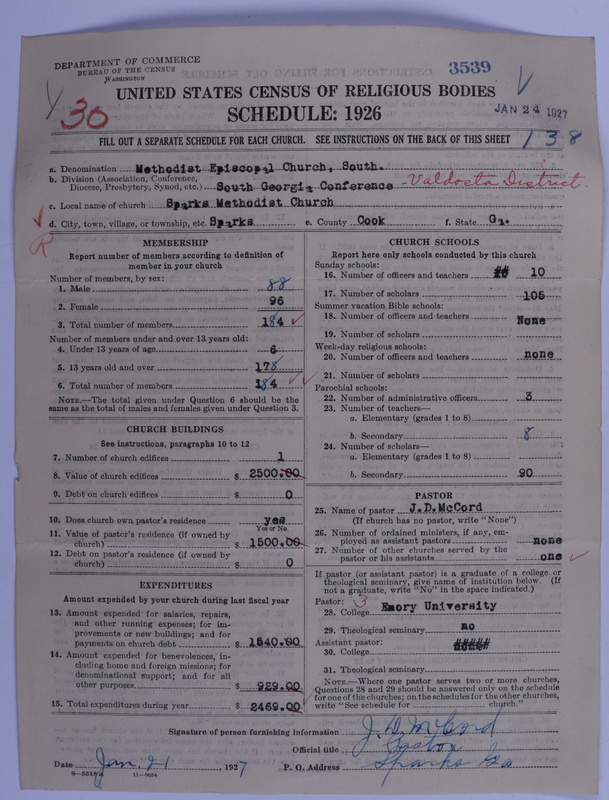 DEPARTMENT OF COMMERCE
BUREAU OF THE CENSUS
WASHINGTON
3539
30
UNITED STATES CENSUS OF RELIGIOUS BODIES
SCHEDULE: 1926
JAN 24 1927
FILL OUT A SEPARATE SCHEDULE FOR EACH CHURCH. SEE INSTRUCTIONS ON THE BACK OF THIS SHEET
138
a. Denomination Methodist Episcopal Church, South.
b. Division (Association, Conference, Diocese, Presbytery, Synod, etc.) South Georgia Conference - Valdosta District.
c. Local name of church Sparks Methodist Church
d. City, town, village, or township, etc. Sparks e. County Cook f. State Ga.
R
MEMBERSHIP
Report number of members according to definition of
member in your church
Number of members, by sex:
1. Male 88
2. Female 96
3. Total number of members 184
Number of members under and over 13 years old:
4. Under 13 years of age 6
5. 13 years old and over 178
6. Total number of members 184
NOTE.—The total given under Question 6 should be
same as the total of males and females given under Question 3.
CHURCH BUILDINGS
See instructions, paragraphs 10 to 12
7. Number of church edifices 1
8. Value of church edifices $ 2500.00
9. Debt on church edifices $ 0
10. Does church own pastor's residence yes
Yes or No
11. Value of pastor's residence (if owned by
church) $ 1500.00
12. Debt on pastor's residence (if owned by
church) $ 0
EXPENDITURES
Amount expended by your church during last fiscal year
13. Amount expended for salaries, repairs,
and other running expenses; for im-
provements or new buildings; and for
payments on church debt $ 1540.00
14. Amount expended for benevolences, in-
cluding home and foreign missions; for
denominational support; and for all
other purposes $ 929.00
15. Total expenditures during year $ 2469.00
CHURCH SCHOOLS
Report here only schools conducted by this church
Sunday schools:
16. Number of officers and teachers 10
17. Number of scholars 105
Summer vacation Bible schools:
18. Number of officers and teachers None
19. Number of scholars
Week-day religious schools:
20. Number of officers and teachers none
21. Number of scholars
Parochial schools:
22. Number of administrative officers 3
23. Number of teachers—
a. Elementary (grades 1 to 8)
b. Secondary 8
24. Number of scholars—
a. Elementary (grades 1 to 8)
b. Secondary 90
PASTOR
25. Name of pastor J.D.McCord
(If church has no pastor, write "None")
26. Number of ordained ministers, if any, em-
ployed as assistant pastors none
27. Number of other churches served by the
pastor or his assistants one
If pastor (or assistant pastor) is a graduate of a college or
theological seminary, give name of institution below. (If
not a graduate, write "No" in the space indicated.)
Pastor: 3
28. College Emory University
29. Theological seminary no
Assistant pastor: #####
30. College none
31. Theological seminary
NOTE.—Where one pastor serves two or more churches,
Questions 28 and 29 should be answered only on the schedule
for one of the churches; on the schedules for the other churches,
write "See schedule for church."
Signature of person furnishing information J. D. McCord
Official title Pastor
Date Jan. 21 1927 P. O. Address Sparks Ga
8—5516 11—9034